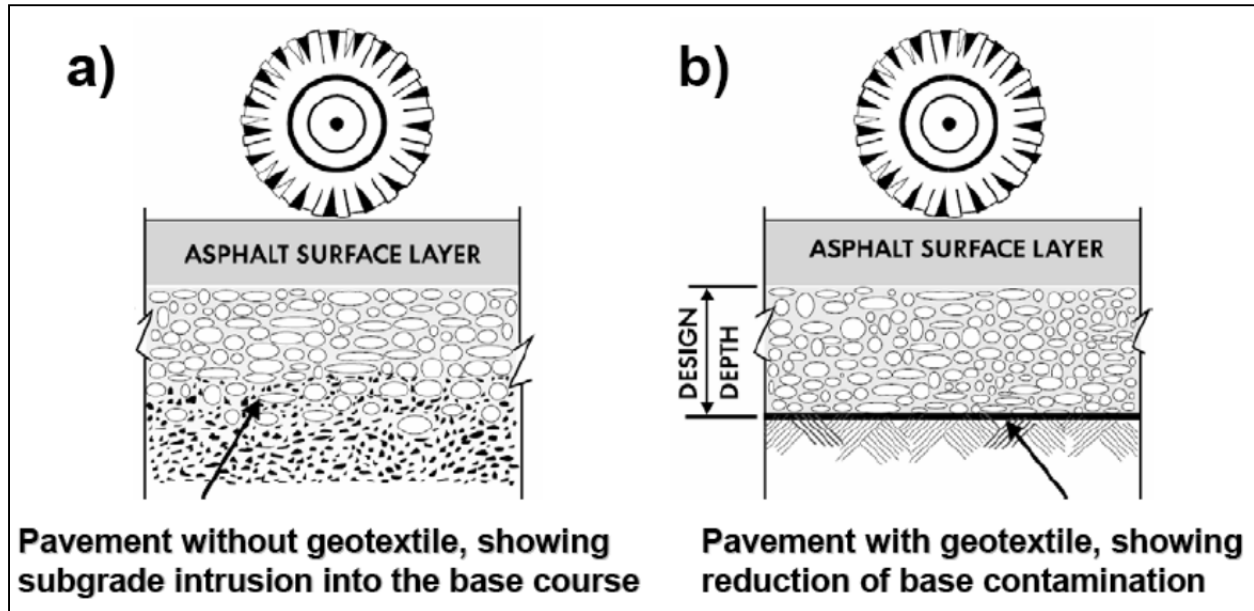 a)
ASPHALT SURFACE LAYER
Pavement without geotextile, showing
subgrade intrusion into the base course
b)
ASPHALT SURFACE LAYER
DESIGN
DEPTH
Pavement with geotextile, showing
reduction of base contamination